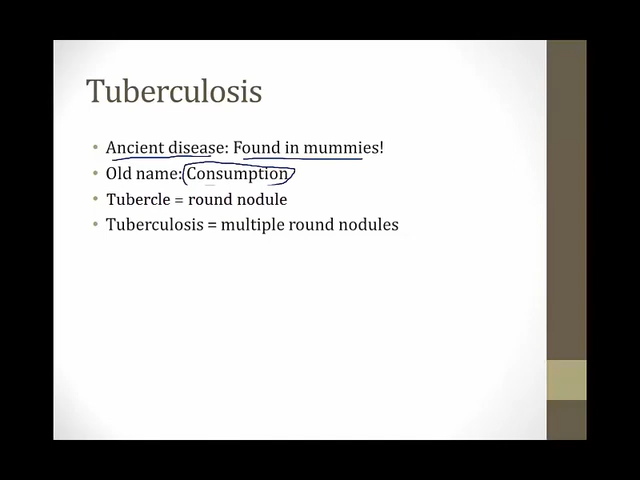 Tuberculosis
• Ancient disease: Found in mummies!
• Old name: Consumption
• Tubercle = round nodule
• Tuberculosis = multiple round nodules